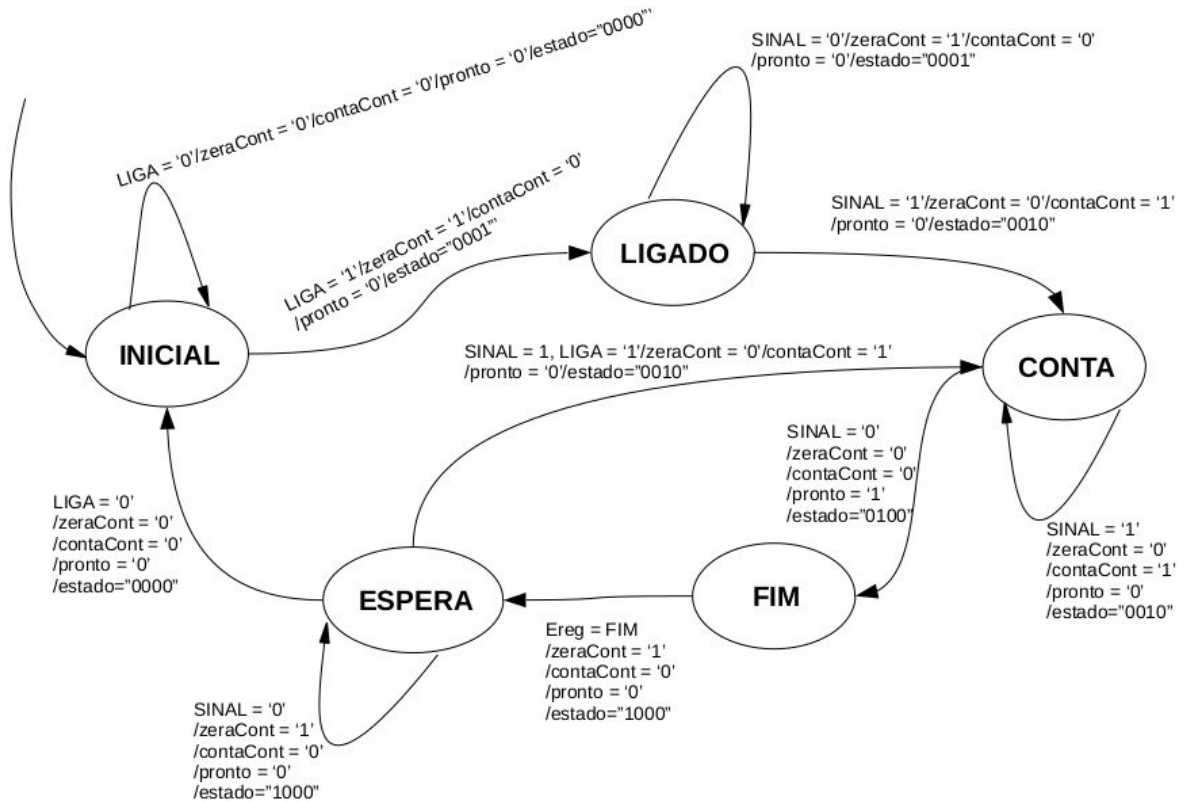 SINAL = ‘0’/zeraCont = ‘1’/contaCont = ‘0’
/pronto = ‘0’/estado=”0001”
LIGA = ‘0’/zeraCont = ‘0’/contaCont = ‘0’/pronto = ‘0’/estado=”0000”’
LIGA = ‘1’/zeraCont = ‘1’/contaCont = ‘0’
/pronto = ‘0’/estado=”0001”’
SINAL = ‘1’/zeraCont = ‘0’/contaCont = ‘1’
/pronto = ‘0’/estado=”0010”
LIGADO
INICIAL
SINAL = 1, LIGA = ‘1’/zeraCont = ‘0’/contaCont = ‘1’
/pronto = ‘0’/estado=”0010”
CONTA
SINAL = ‘0’
/zeraCont = ‘0’
/contaCont = ‘0’
/pronto = ‘1’
/estado=”0100”
LIGA = ‘0’
/zeraCont = ‘0’
/contaCont = ‘0’
/pronto = ‘0’
/estado=”0000”
SINAL = ‘1’
/zeraCont = ‘0’
/contaCont = ‘1’
/pronto = ‘0’
/estado=”0010”
ESPERA
FIM
Ereg = FIM
/zeraCont = ‘1’
/contaCont = ‘0’
/pronto = ‘0’
/estado=”1000”
SINAL = ‘0’
/zeraCont = ‘1’
/contaCont = ‘0’
/pronto = ‘0’
/estado=”1000”